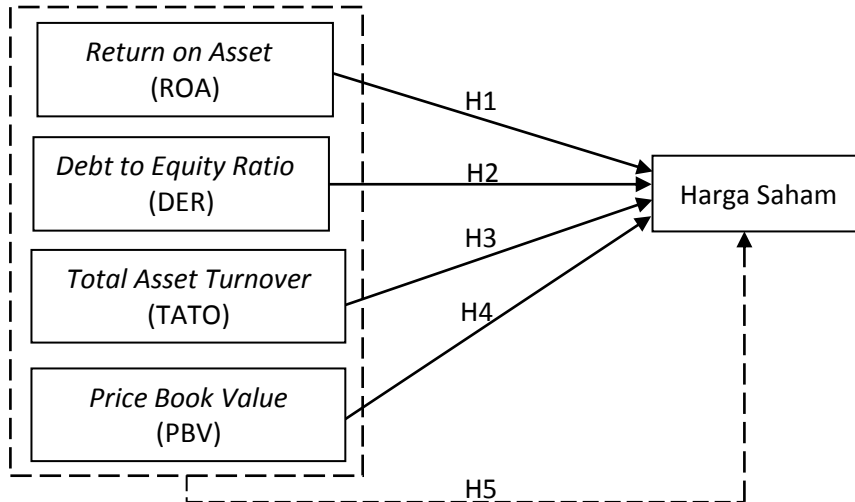 Return on Asset
(ROA)
H1
Debt to Equity Ratio
(DER)
H2
Harga Saham
Total Asset Turnover
(TATO)
H3
H4
Price Book Value
(PBV)
H5